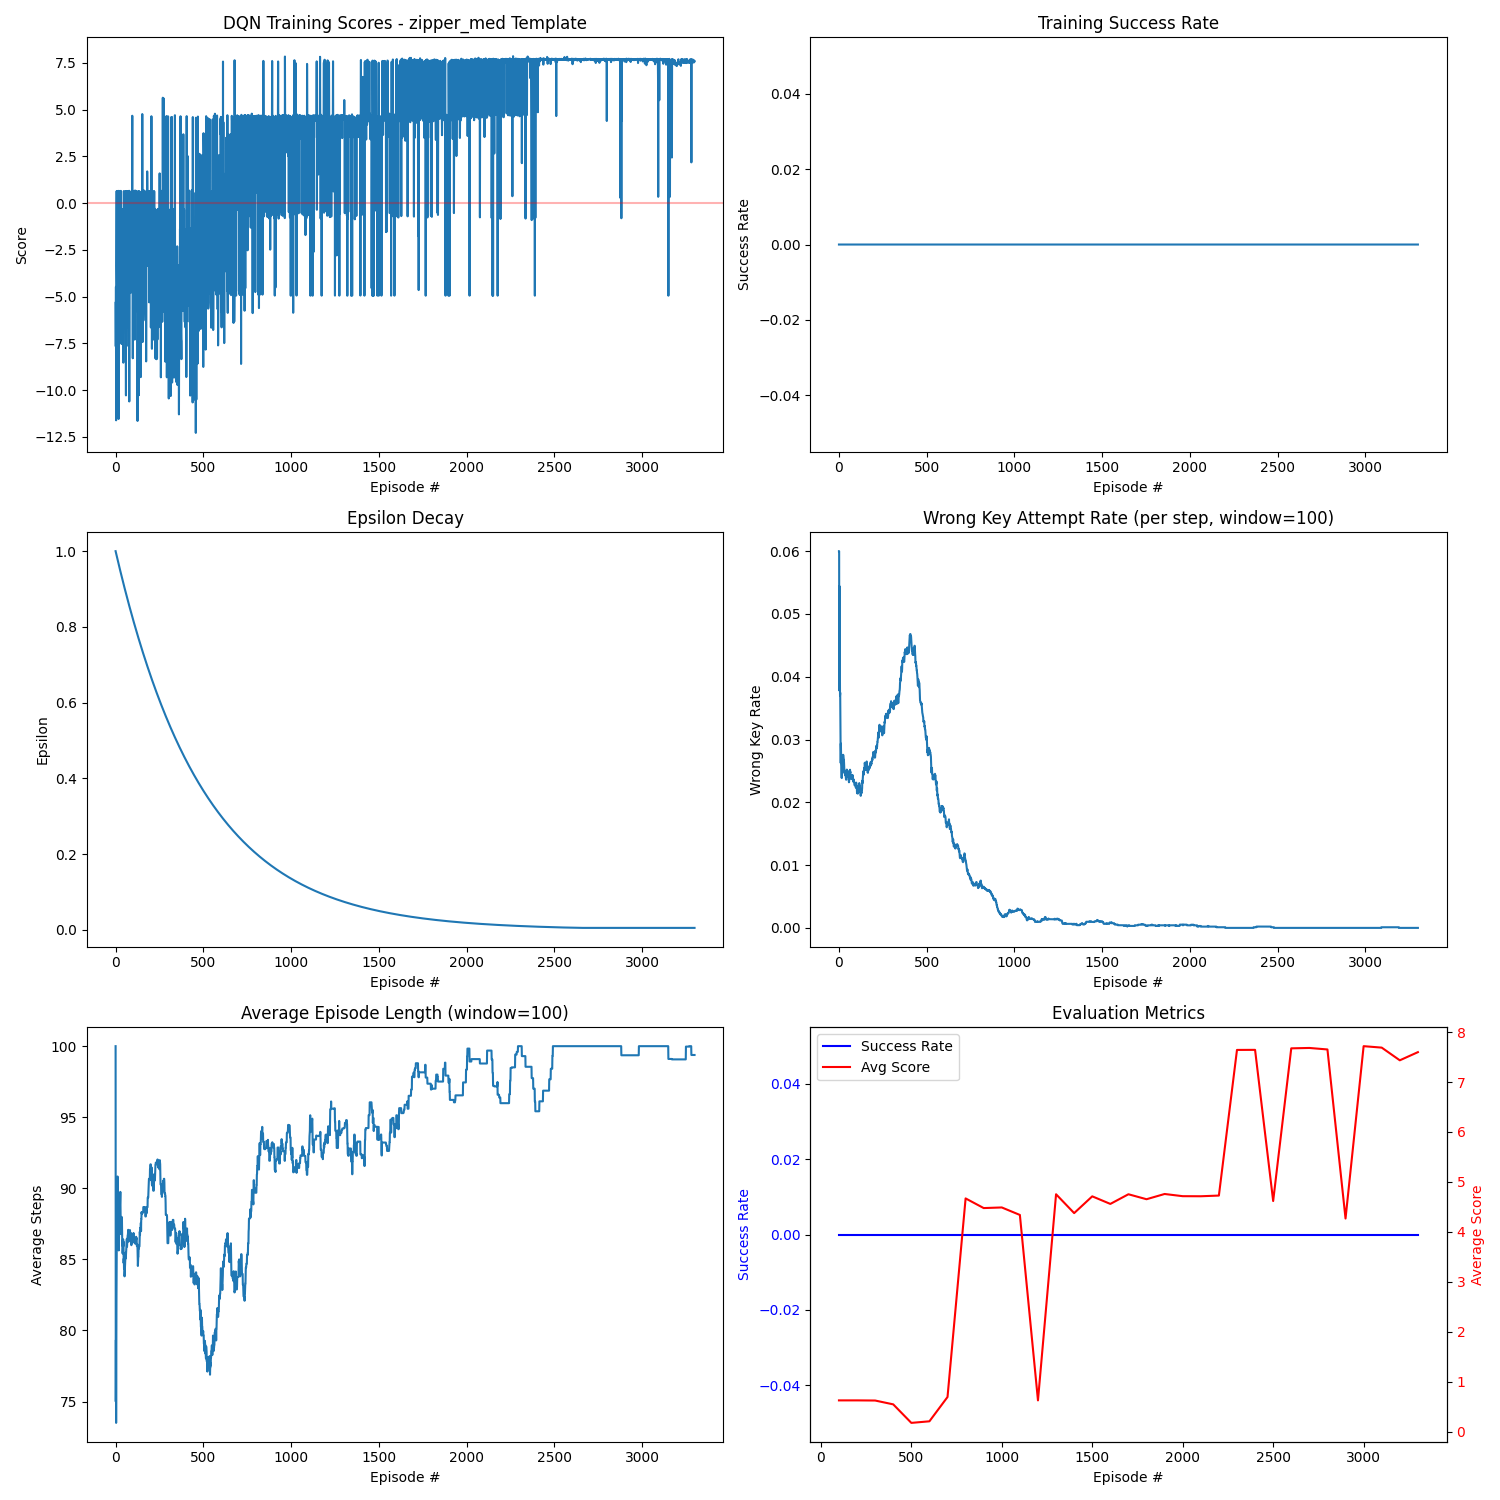 DQN Training Scores - zipper_med Template
Score
7.5
5.0
2.5
0.0
−2.5
−5.0
−7.5
−10.0
−12.5
0 500 1000 1500 2000 2500 3000
Episode #
Training Success Rate
Success Rate
0.04
0.02
0.00
−0.02
−0.04
0 500 1000 1500 2000 2500 3000
Episode #
Epsilon Decay
Epsilon
1.0
0.8
0.6
0.4
0.2
0.0
0 500 1000 1500 2000 2500 3000
Episode #
Wrong Key Attempt Rate (per step, window=100)
Wrong Key Rate
0.06
0.05
0.04
0.03
0.02
0.01
0.00
0 500 1000 1500 2000 2500 3000
Episode #
Average Episode Length (window=100)
Average Steps
100
95
90
85
80
75
0 500 1000 1500 2000 2500 3000
Episode #
Evaluation Metrics
Success Rate
Avg Score
Success Rate
0.04
0.02
0.00
−0.02
−0.04
0 500 1000 1500 2000 2500 3000
Episode #
8
7
6
5
4
3
2
1
0
Average Score